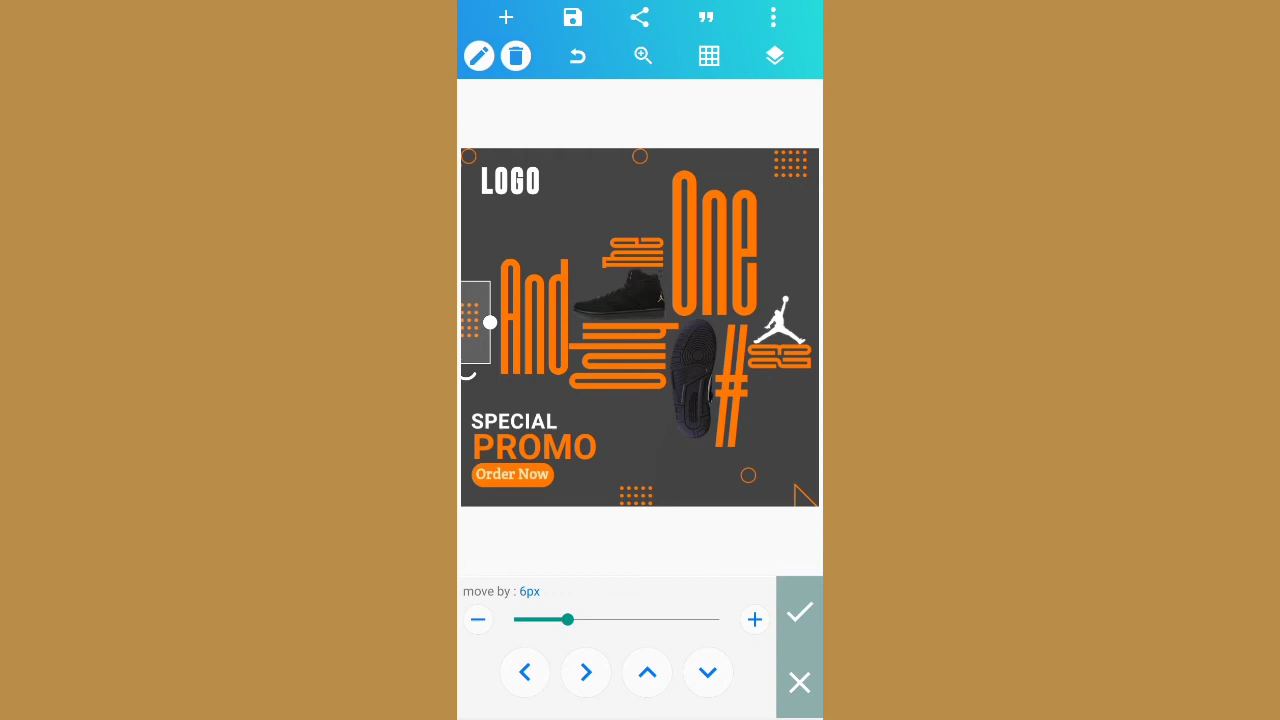 LOGO
One
And
#
SPECIAL
PROMO
Order Now
move by : 6px